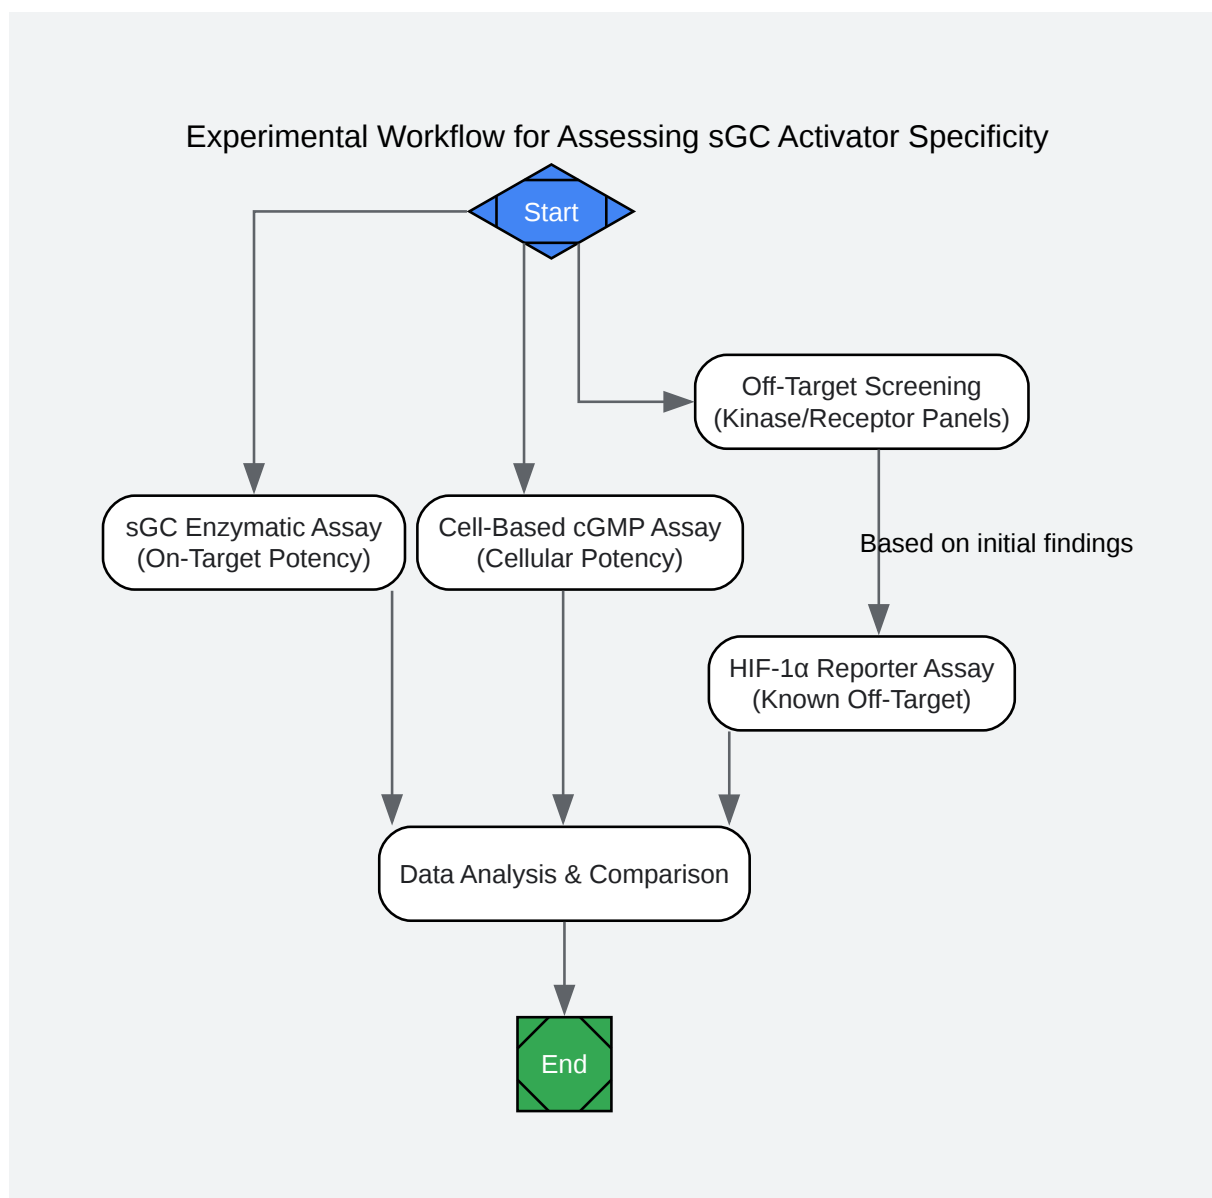 Experimental Workflow for Assessing sGC Activator Specificity
Start
Off-Target Screening
(Kinase/Receptor Panels)
sGC Enzymatic Assay
(On-Target Potency)
Cell-Based cGMP Assay
(Cellular Potency)
Based on initial findings
HIF-1α Reporter Assay
(Known Off-Target)
Data Analysis & Comparison
End